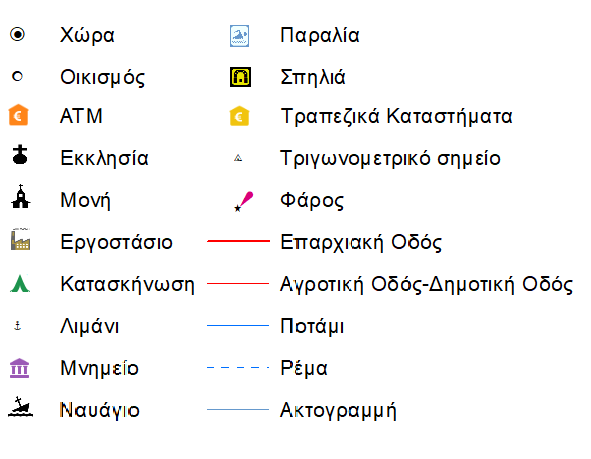 Χώρα
Οικισμός
ATM
Εκκλησία
Μονή
Εργοστάσιο
Κατασκήνωση
Λιμάνι
Μνημείο
Ναυάγιο
Παραλία
Σπηλιά
Τραπεζικά Καταστήματα
Τριγωνομετρικό σημείο
Φάρος
Επαρχιακή Οδός
Αγροτική Οδός-Δημοτική Οδός
Ποτάμι
Ρέμα
Ακτογραμμή